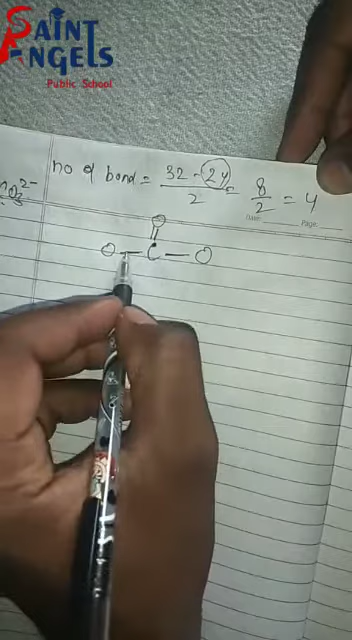 SAINT
ANGELS
Public School
no of bond = 32 - 24 / 2 = 8 / 2 = 4
CO3 2-
DATE PAGE
O
O - C - O